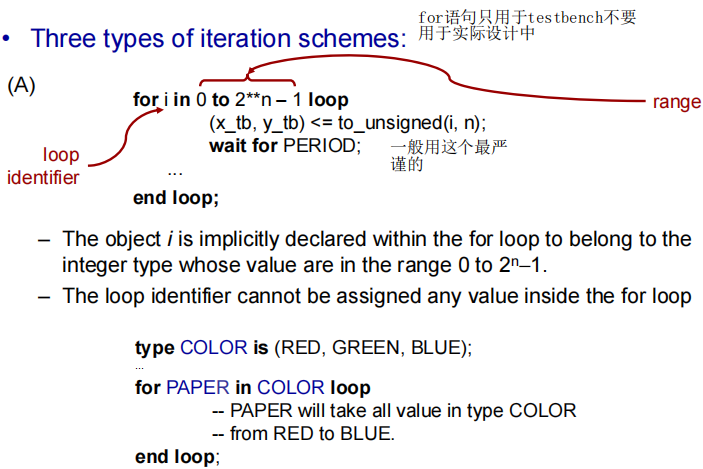 • Three types of iteration schemes:
for语句只用于testbench不要
用于实际设计中
(A)
for i in 0 to 2**n – 1 loop
range
(x_tb, y_tb) <= to_unsigned(i, n);
wait for PERIOD;
一般用这个最严
谨的
loop
identifier
...
end loop;
– The object i is implicitly declared within the for loop to belong to the
integer type whose value are in the range 0 to 2ⁿ–1.
– The loop identifier cannot be assigned any value inside the for loop
type COLOR is (RED, GREEN, BLUE);
...
for PAPER in COLOR loop
-- PAPER will take all value in type COLOR
-- from RED to BLUE.
end loop;